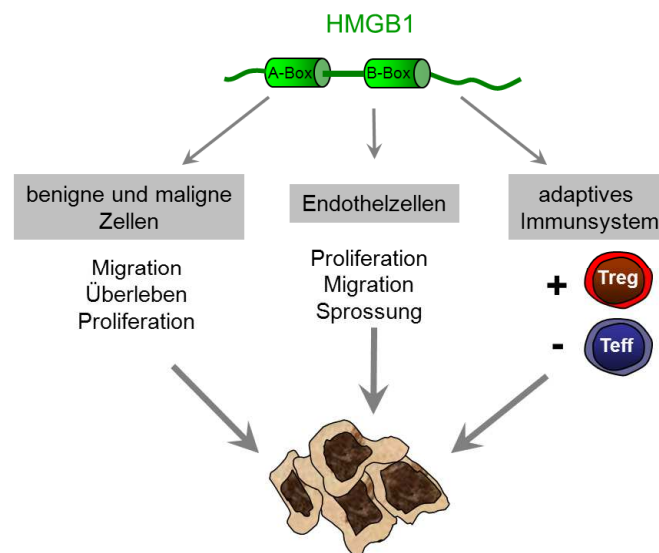 HMGB1
A-Box
B-Box
benigne und maligne
Zellen
Migration
Überleben
Proliferation
Endothelzellen
Proliferation
Migration
Sprossung
adaptives
Immunsystem
+ Treg
- Teff